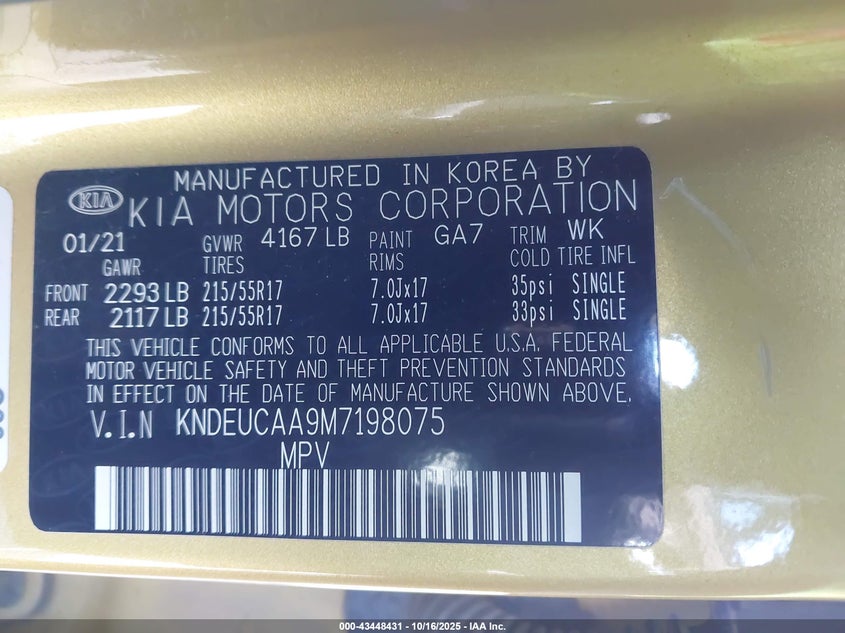 MANUFACTURED IN KOREA BY
KIA KIA MOTORS CORPORATION
01/21 GVWR 4167 LB PAINT GA7 TRIM WK
GAWR TIRES RIMS COLD TIRE INFL
FRONT 2293 LB 215/55R17 7.0Jx17 35psi SINGLE
REAR 2117 LB 215/55R17 7.0Jx17 33psi SINGLE
THIS VEHICLE CONFORMS TO ALL APPLICABLE U.S.A. FEDERAL
MOTOR VEHICLE SAFETY AND THEFT PREVENTION STANDARDS
IN EFFECT ON THE DATE OF MANUFACTURE SHOWN ABOVE.
V.I.N KNDEUCAA9M7198075
MPV
000-43448431 - 10/16/2025 - IAA Inc.